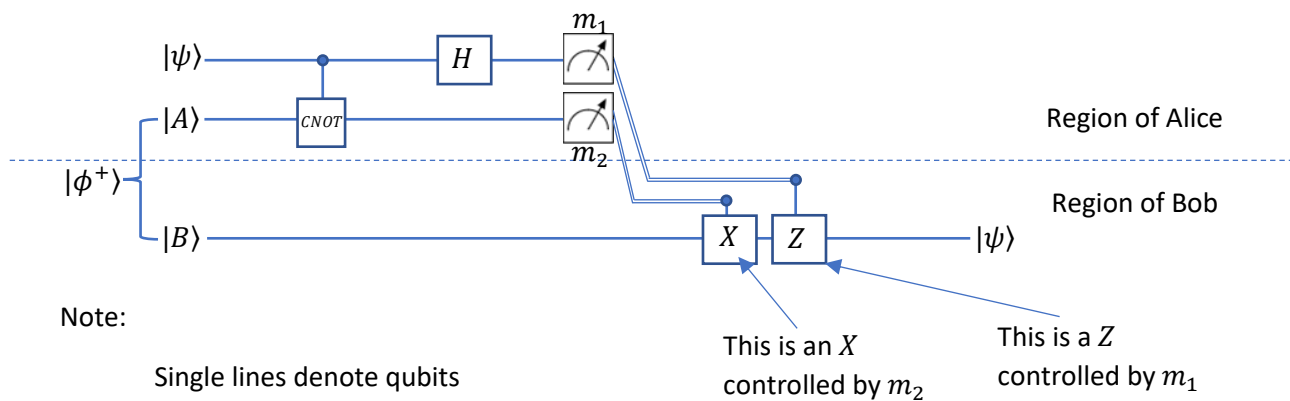 m₁
|ψ⟩
H
|A⟩
CNOT
m₂
Region of Alice
|ϕ⁺⟩
Region of Bob
|B⟩
X
Z
|ψ⟩
Note:
This is an X
controlled by m₂
This is a Z
controlled by m₁
Single lines denote qubits